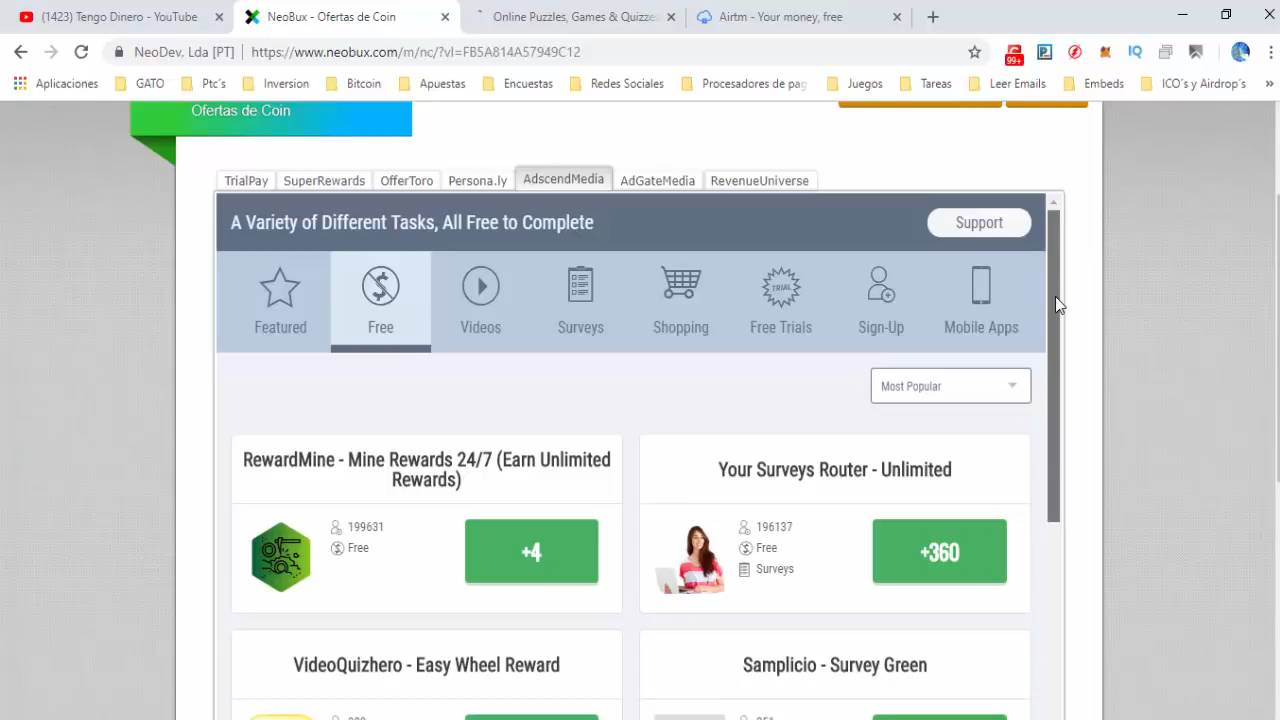 (1423) Tengo Dinero - YouTube
NeoBux - Ofertas de Coin
Online Puzzles, Games & Quizze
Airtm - Your money, free
NeoDev, Lda [PT]
https://www.neobux.com/m/nc/?vl=FB5A814A57949C12
99+
Aplicaciones
GATO
Ptc´s
Inversion
Bitcoin
Apuestas
Encuestas
Redes Sociales
Procesadores de pag
Juegos
Tareas
Leer Emails
Embeds
ICO´s y Airdrop´s
Ofertas de Coin
TrialPay
SuperRewards
OfferToro
Persona.ly
AdscendMedia
AdGateMedia
RevenueUniverse
A Variety of Different Tasks, All Free to Complete
Support
Featured
Free
Videos
Surveys
Shopping
TRIAL
Free Trials
Sign-Up
Mobile Apps
Most Popular
RewardMine - Mine Rewards 24/7 (Earn Unlimited
Rewards)
199631
Free
+4
Your Surveys Router - Unlimited
196137
Free
Surveys
+360
VideoQuizhero - Easy Wheel Reward
Samplicio - Survey Green